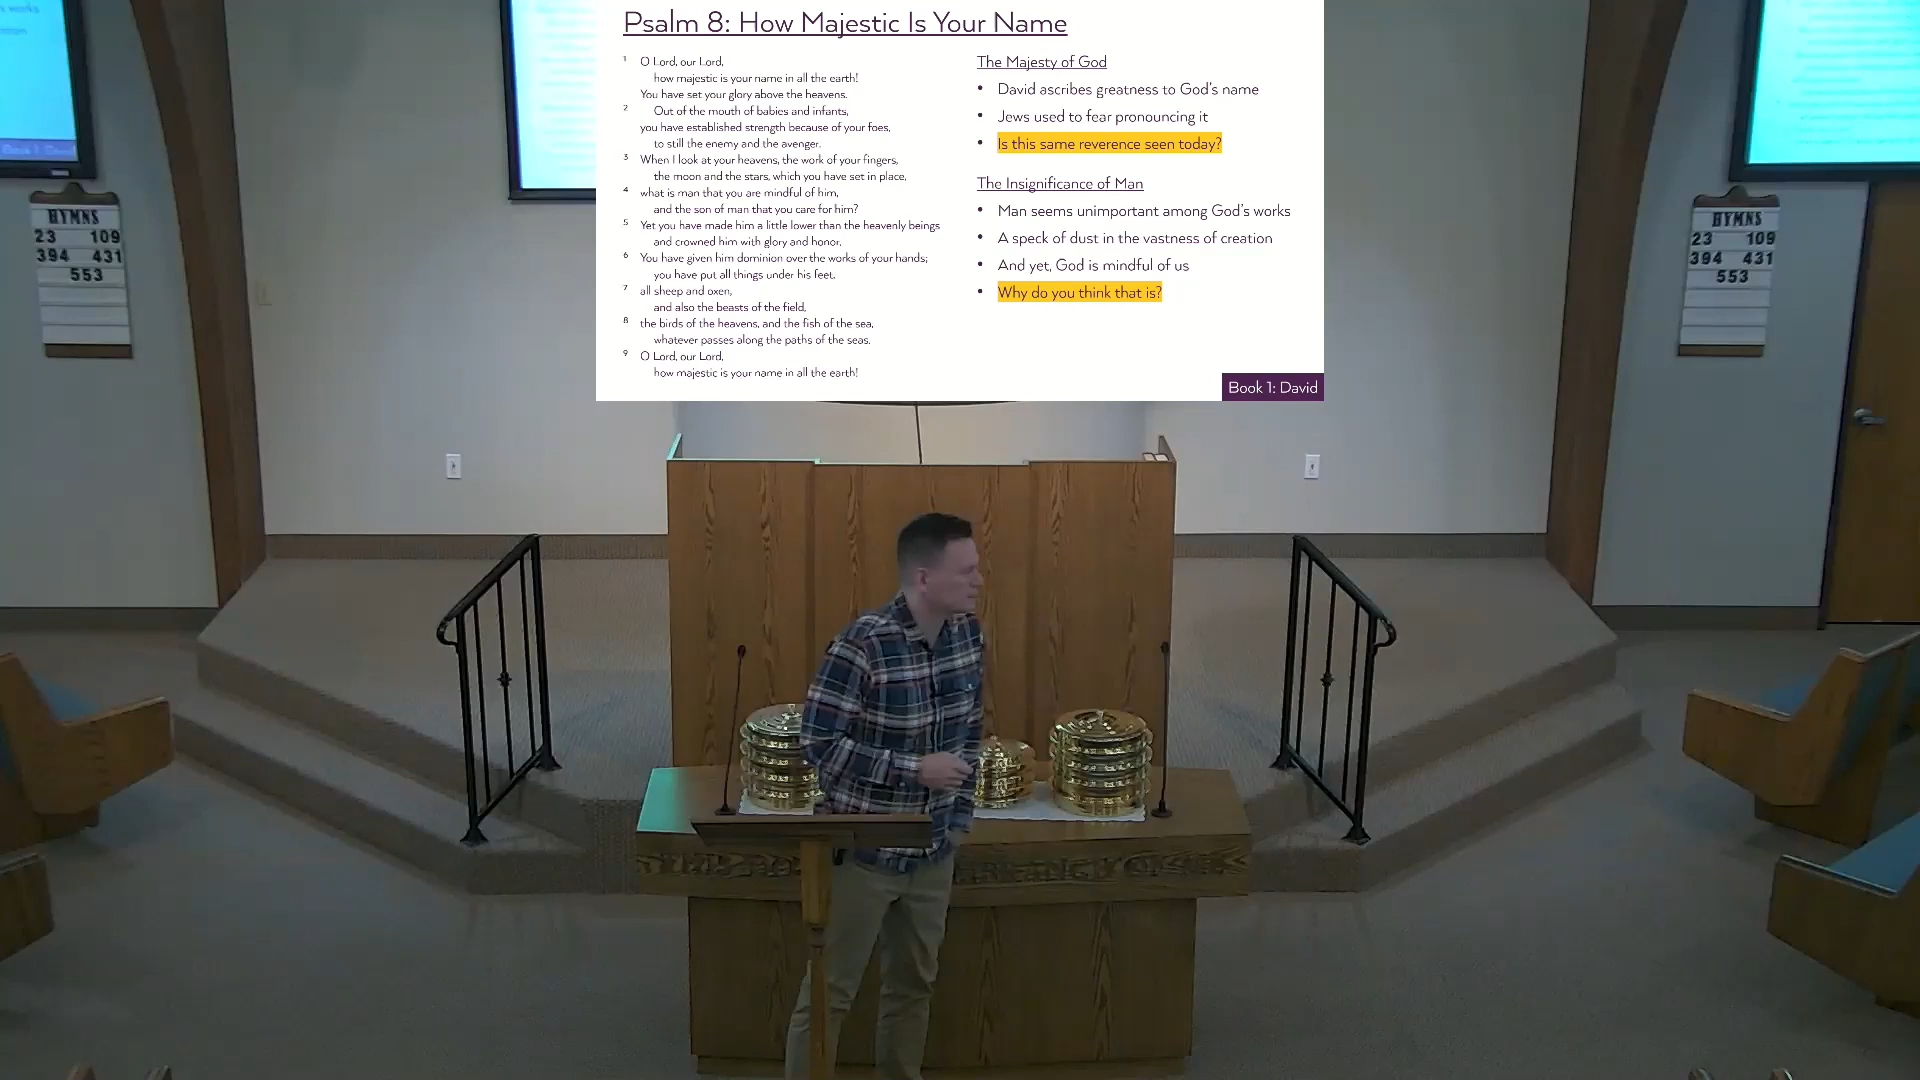 Psalm 8: How Majestic Is Your Name
1 O Lord, our Lord,
how majestic is your name in all the earth!
You have set your glory above the heavens.
2 Out of the mouth of babies and infants,
you have established strength because of your foes,
to still the enemy and the avenger.
3 When I look at your heavens, the work of your fingers,
the moon and the stars, which you have set in place,
4 what is man that you are mindful of him,
and the son of man that you care for him?
5 Yet you have made him a little lower than the heavenly beings
and crowned him with glory and honor.
6 You have given him dominion over the works of your hands;
you have put all things under his feet,
7 all sheep and oxen,
and also the beasts of the field,
8 the birds of the heavens, and the fish of the sea,
whatever passes along the paths of the seas.
9 O Lord, our Lord,
how majestic is your name in all the earth!
The Majesty of God
• David ascribes greatness to God's name
• Jews used to fear pronouncing it
• Is this same reverence seen today?
The Insignificance of Man
• Man seems unimportant among God's works
• A speck of dust in the vastness of creation
• And yet, God is mindful of us
• Why do you think that is?
Book 1: David
works
Book 1: David
HYMNS
23 109
394 431
553
HYMNS
23 109
394 431
553